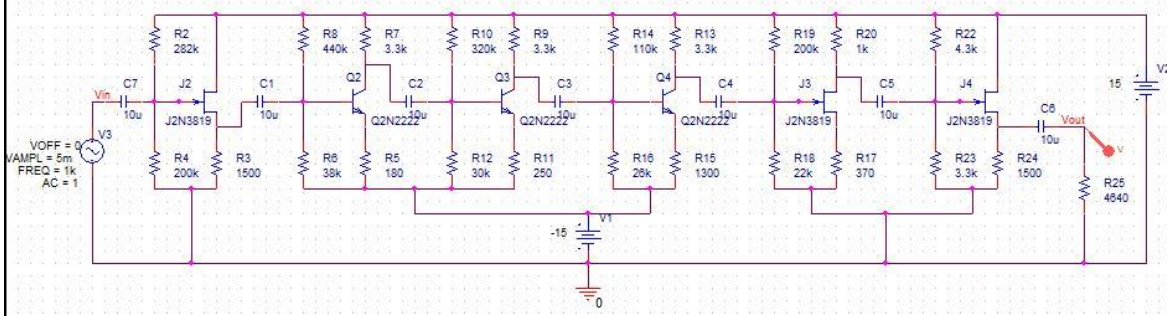 R2
282k
R8
440k
R7
3.3k
R10
320k
R9
3.3k
R14
110k
R13
3.3k
R19
200k
R20
1k
R22
4.3k
V2
15
Vin
C7
10u
J2
J2N3819
C1
10u
Q2
Q2N2222
C2
10u
Q3
Q2N2222
C3
10u
Q4
Q2N2222
C4
10u
J3
J2N3819
C5
10u
J4
J2N3819
C6
10u
Vout
V
V3
VOFF = 0
VAMPL = 5m
FREQ = 1k
AC = 1
R4
200k
R3
1500
R6
38k
R5
180
R12
30k
R11
250
R16
26k
R15
1300
R18
22k
R17
370
R23
3.3k
R24
1500
R25
4640
V1
-15
0